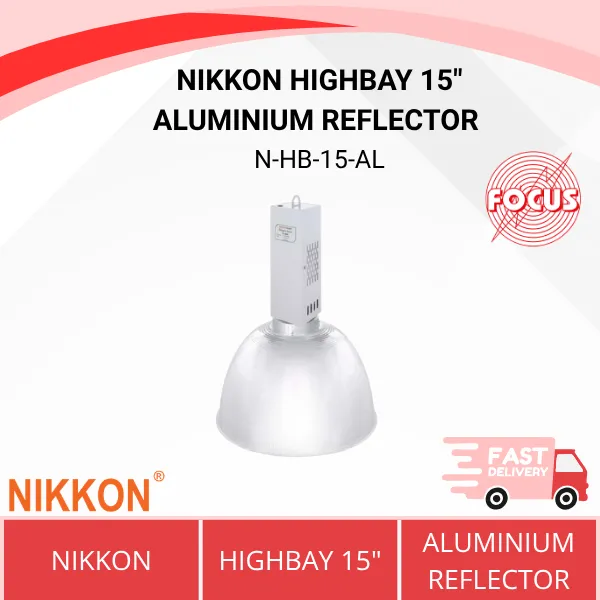 NIKKON HIGHBAY 15"
ALUMINIUM REFLECTOR
N-HB-15-AL
FOCUS
FAST
DELIVERY
NIKKON®
NIKKON
HIGHBAY 15"
ALUMINIUM
REFLECTOR